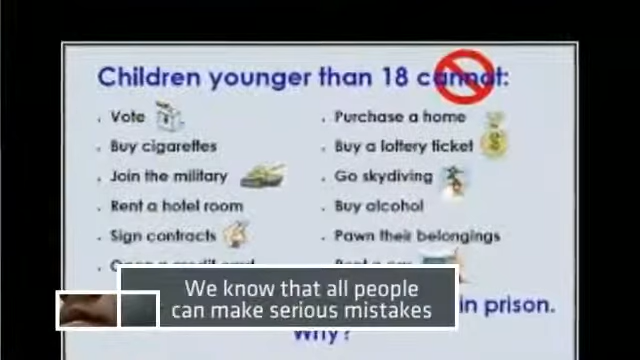 Children younger than 18 cannot:
. Vote
. Buy cigarettes
. Join the military
. Rent a hotel room
. Sign contracts
. Purchase a home
. Buy a lottery ticket
. Go skydiving
. Buy alcohol
. Pawn their belongings
We know that all people
can make serious mistakes
in prison.
Why?